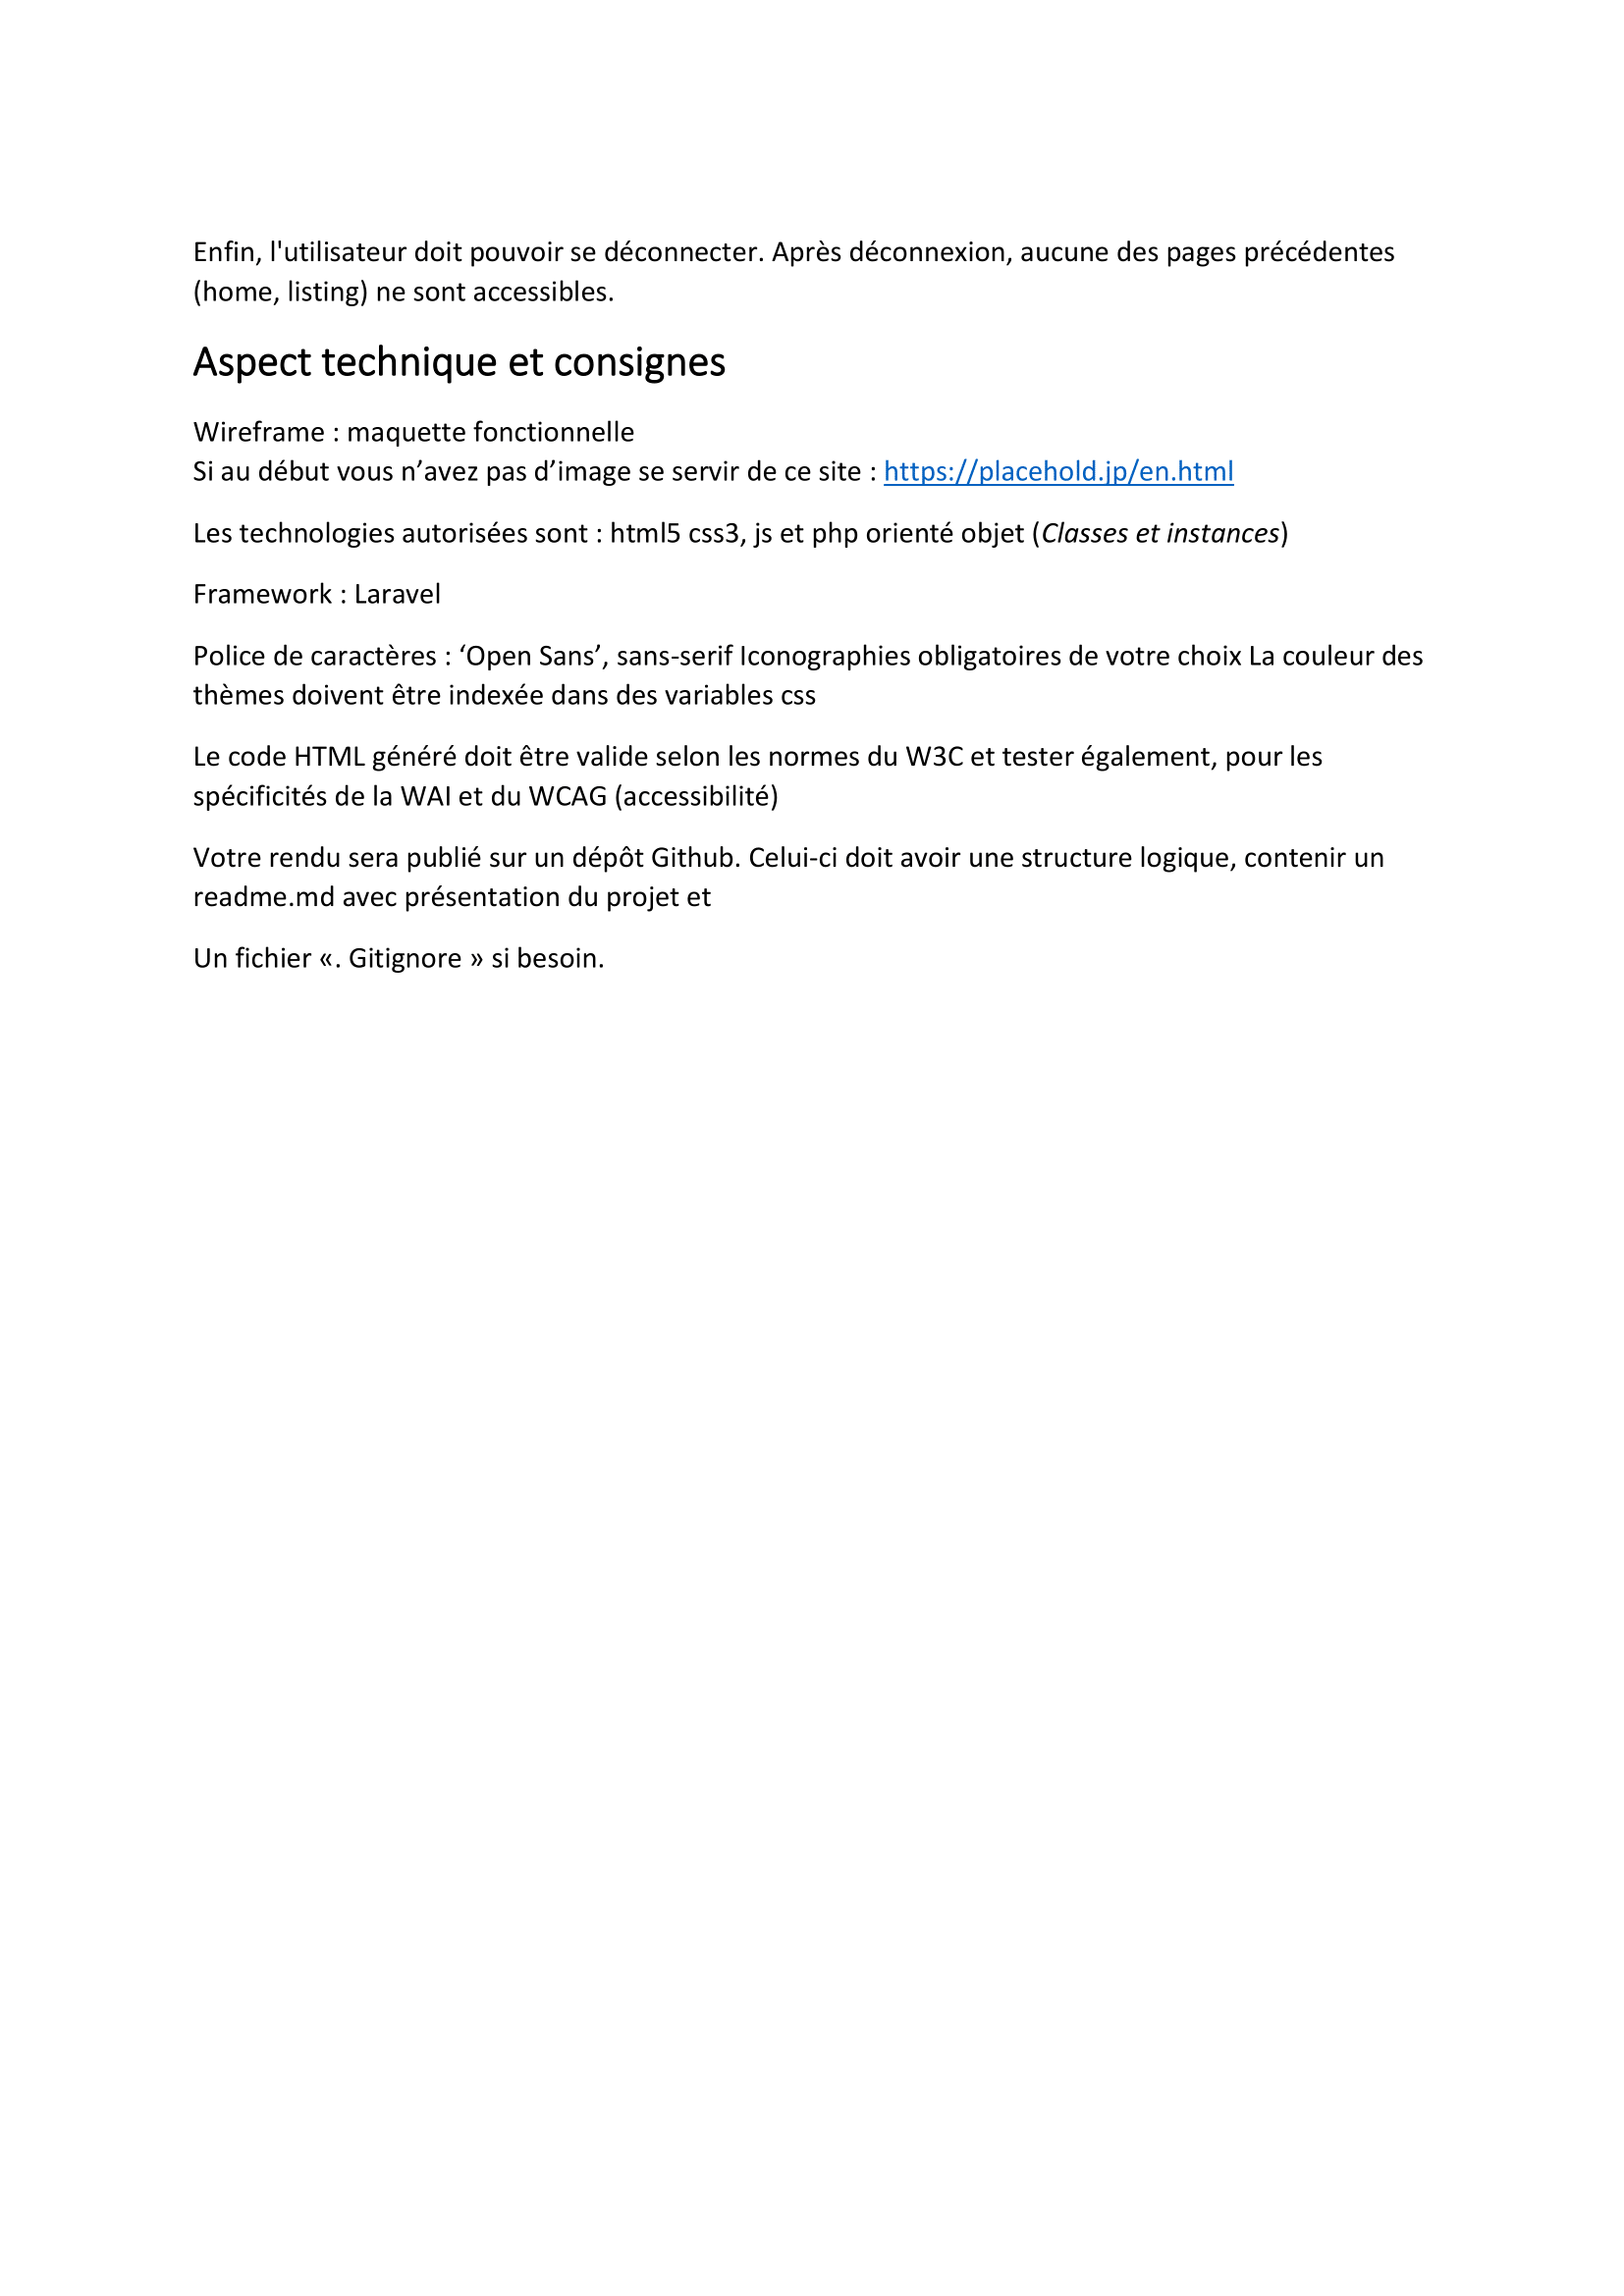 Enfin, l'utilisateur doit pouvoir se déconnecter. Après déconnexion, aucune des pages précédentes
(home, listing) ne sont accessibles.
Aspect technique et consignes
Wireframe : maquette fonctionnelle
Si au début vous n’avez pas d’image se servir de ce site : https://placehold.jp/en.html
Les technologies autorisées sont : html5 css3, js et php orienté objet (Classes et instances)
Framework : Laravel
Police de caractères : ‘Open Sans’, sans-serif Iconographies obligatoires de votre choix La couleur des
thèmes doivent être indexée dans des variables css
Le code HTML généré doit être valide selon les normes du W3C et tester également, pour les
spécificités de la WAI et du WCAG (accessibilité)
Votre rendu sera publié sur un dépôt Github. Celui-ci doit avoir une structure logique, contenir un
readme.md avec présentation du projet et
Un fichier «. Gitignore » si besoin.